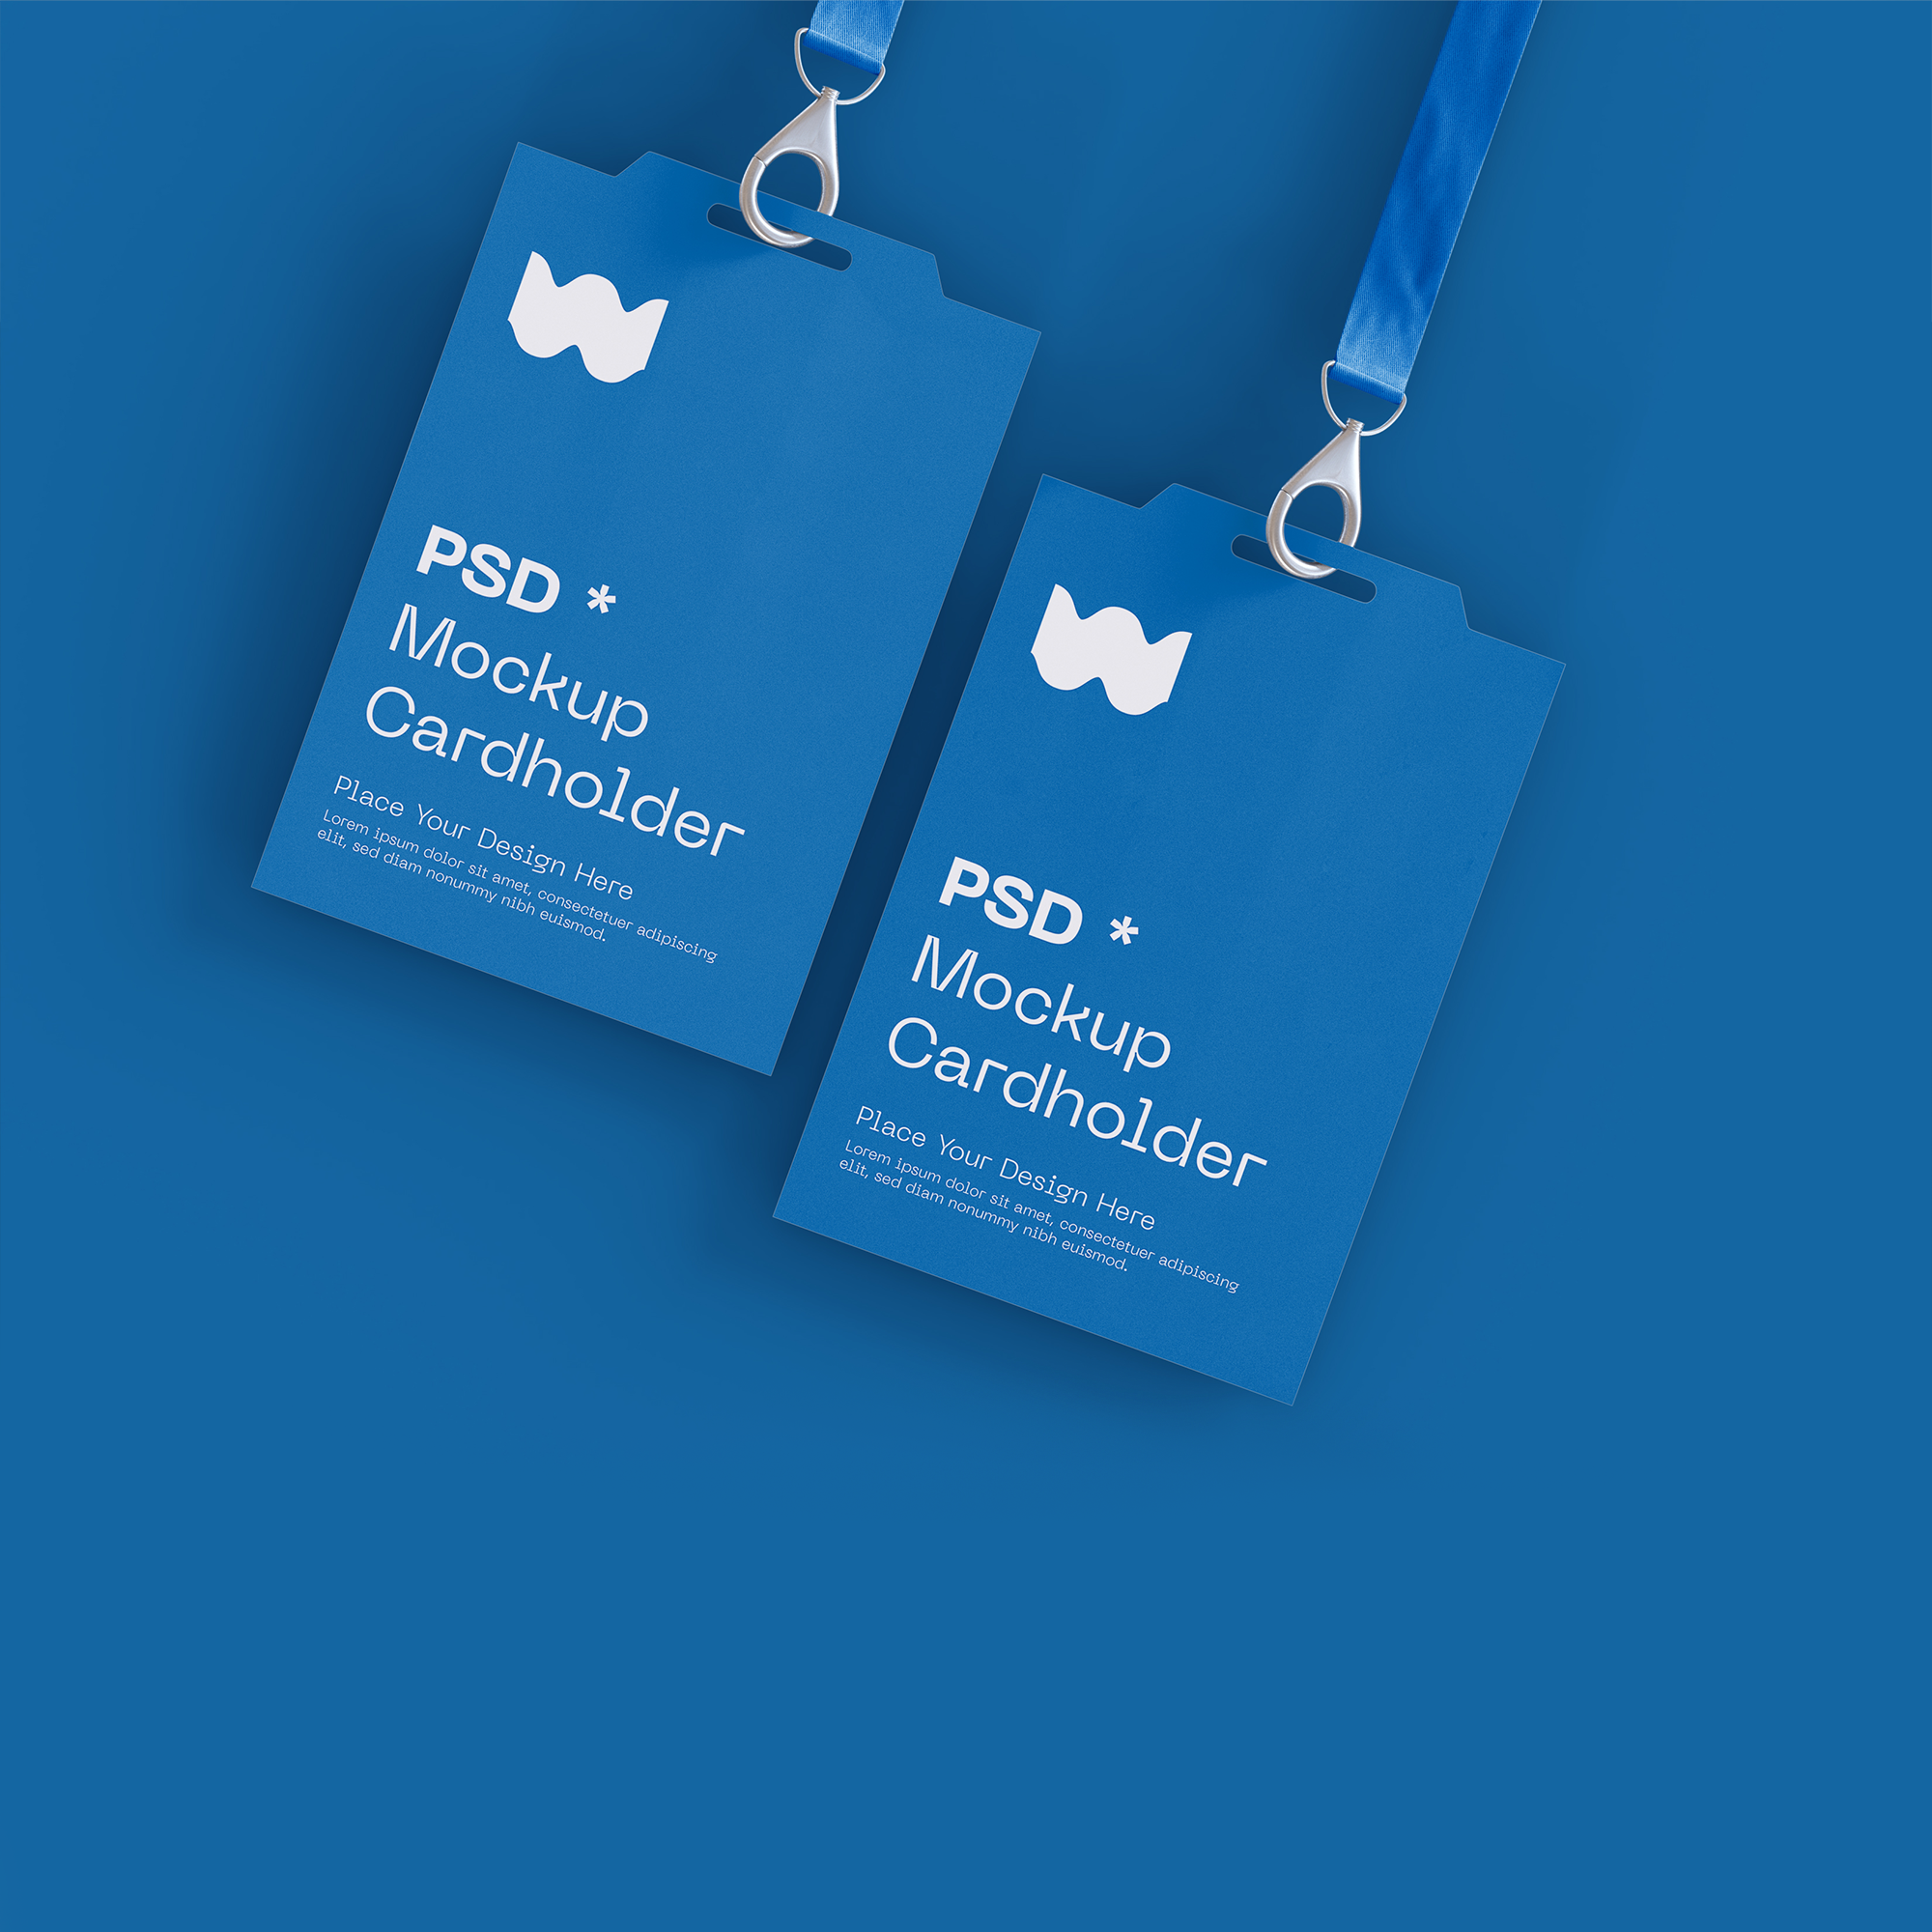 PSD *
Mockup
Cardholder
Place Your Design Here
Lorem ipsum dolor sit amet, consectetuer adipiscing
elit, sed diam nonummy nibh euismod.
PSD *
Mockup
Cardholder
Place Your Design Here
Lorem ipsum dolor sit amet, consectetuer adipiscing
elit, sed diam nonummy nibh euismod.